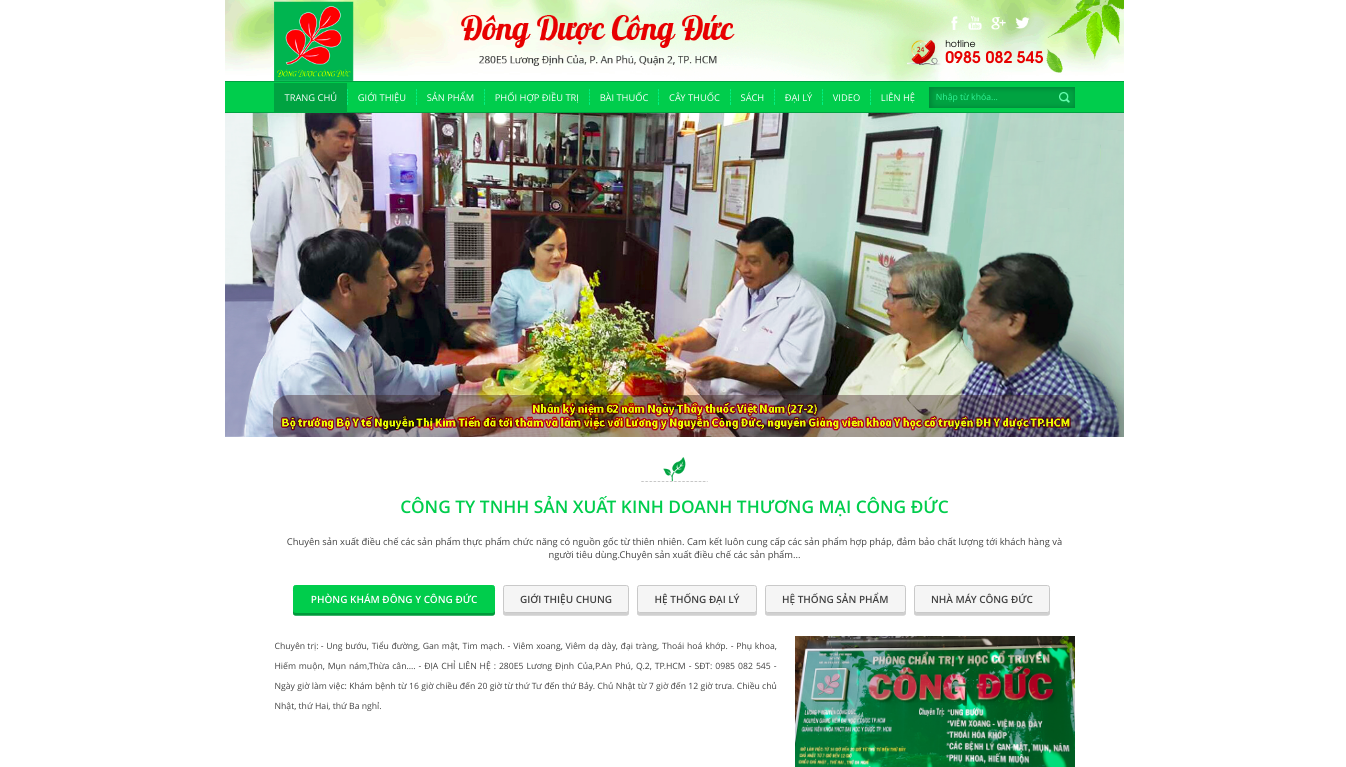 ĐÔNG DƯỢC CÔNG ĐỨC
Đông Dược Công Đức
280E5 Lương Định Của, P. An Phú, Quận 2, TP. HCM
24
hotline
0985 082 545
TRANG CHỦ
GIỚI THIỆU
SẢN PHẨM
PHỐI HỢP ĐIỀU TRỊ
BÀI THUỐC
CÂY THUỐC
SÁCH
ĐẠI LÝ
VIDEO
LIÊN HỆ
Nhập từ khóa...
Nhân kỷ niệm 62 năm Ngày Thầy thuốc Việt Nam (27-2)
Bộ trưởng Bộ Y tế Nguyễn Thị Kim Tiến đã tới thăm và làm việc với Lương y Nguyễn Công Đức, nguyên Giảng viên khoa Y học cổ truyền ĐH Y dược TP.HCM
CÔNG TY TNHH SẢN XUẤT KINH DOANH THƯƠNG MẠI CÔNG ĐỨC
Chuyên sản xuất điều chế các sản phẩm thực phẩm chức năng có nguồn gốc từ thiên nhiên. Cam kết luôn cung cấp các sản phẩm hợp pháp, đảm bảo chất lượng tới khách hàng và
người tiêu dùng.Chuyên sản xuất điều chế các sản phẩm...
PHÒNG KHÁM ĐÔNG Y CÔNG ĐỨC
GIỚI THIỆU CHUNG
HỆ THỐNG ĐẠI LÝ
HỆ THỐNG SẢN PHẨM
NHÀ MÁY CÔNG ĐỨC
Chuyên trị: - Ung bướu, Tiểu đường, Gan mật, Tim mạch. - Viêm xoang, Viêm dạ dày, đại tràng, Thoái hoá khớp. - Phụ khoa,
Hiếm muộn, Mụn nám,Thừa cân.... - ĐỊA CHỈ LIÊN HỆ : 280E5 Lương Định Của,P.An Phú, Q.2, TP.HCM - SĐT: 0985 082 545 -
Ngày giờ làm việc: Khám bệnh từ 16 giờ chiều đến 20 giờ từ thứ Tư đến thứ Bảy. Chủ Nhật từ 7 giờ đến 12 giờ trưa. Chiều chủ
Nhật, thứ Hai, thứ Ba nghỉ.
PHÒNG CHẨN TRỊ Y HỌC CỔ TRUYỀN
CÔNG ĐỨC
Chuyên Trị: *UNG BƯỚU
*VIÊM XOANG - VIÊM DẠ DÀY
*THOÁI HÓA KHỚP
*CÁC BỆNH LÝ GAN MẬT, MỤN, NÁM
*PHỤ KHOA, HIẾM MUỘN